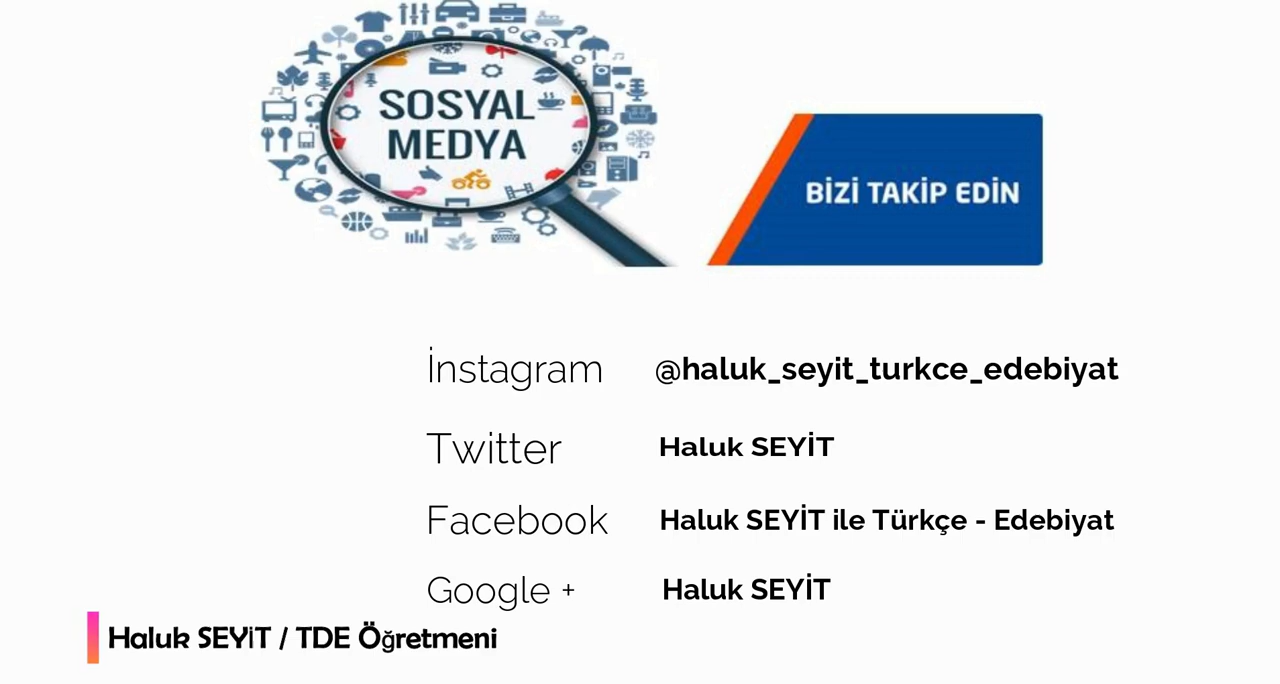 SOSYAL
MEDYA
BİZİ TAKİP EDİN
İnstagram @haluk_seyit_turkce_edebiyat
Twitter Haluk SEYİT
Facebook Haluk SEYİT ile Türkçe - Edebiyat
Google + Haluk SEYİT
Haluk SEYİT / TDE Öğretmeni